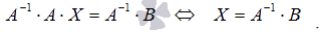 A⁻¹ · A · X = A⁻¹ · B ⇔ X = A⁻¹ · B .